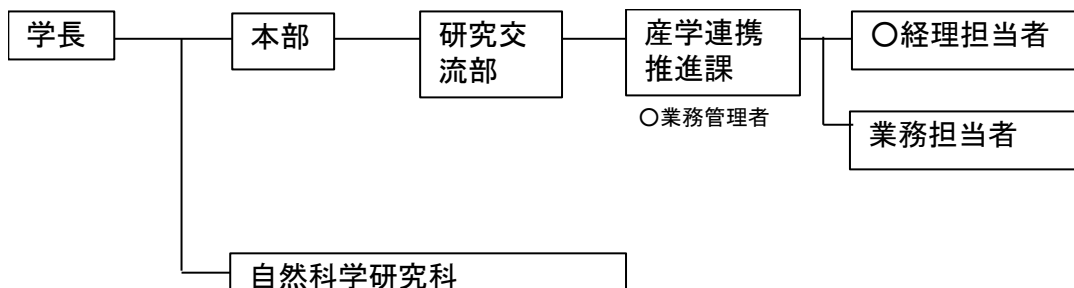 学長
本部
研究交
流部
産学連携
推進課
〇経理担当者
〇業務管理者
業務担当者
自然科学研究科